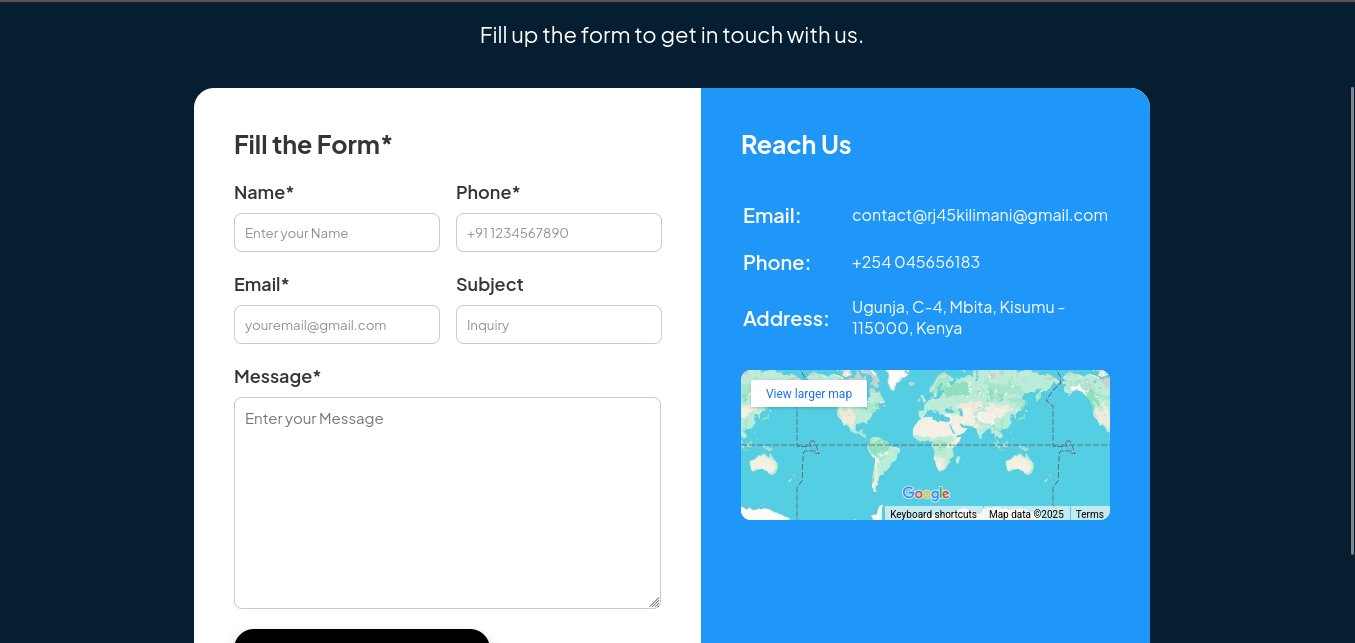 Fill up the form to get in touch with us.
Fill the Form*
Name*
Phone*
Enter your Name
+91 1234567890
Email*
Subject
youremail@gmail.com
Inquiry
Message*
Enter your Message
Reach Us
Email:
contact@rj45kilimani@gmail.com
Phone:
+254 045656183
Address:
Ugunja, C-4, Mbita, Kisumu -
115000, Kenya
View larger map
Google
Keyboard shortcuts
Map data ©2025
Terms